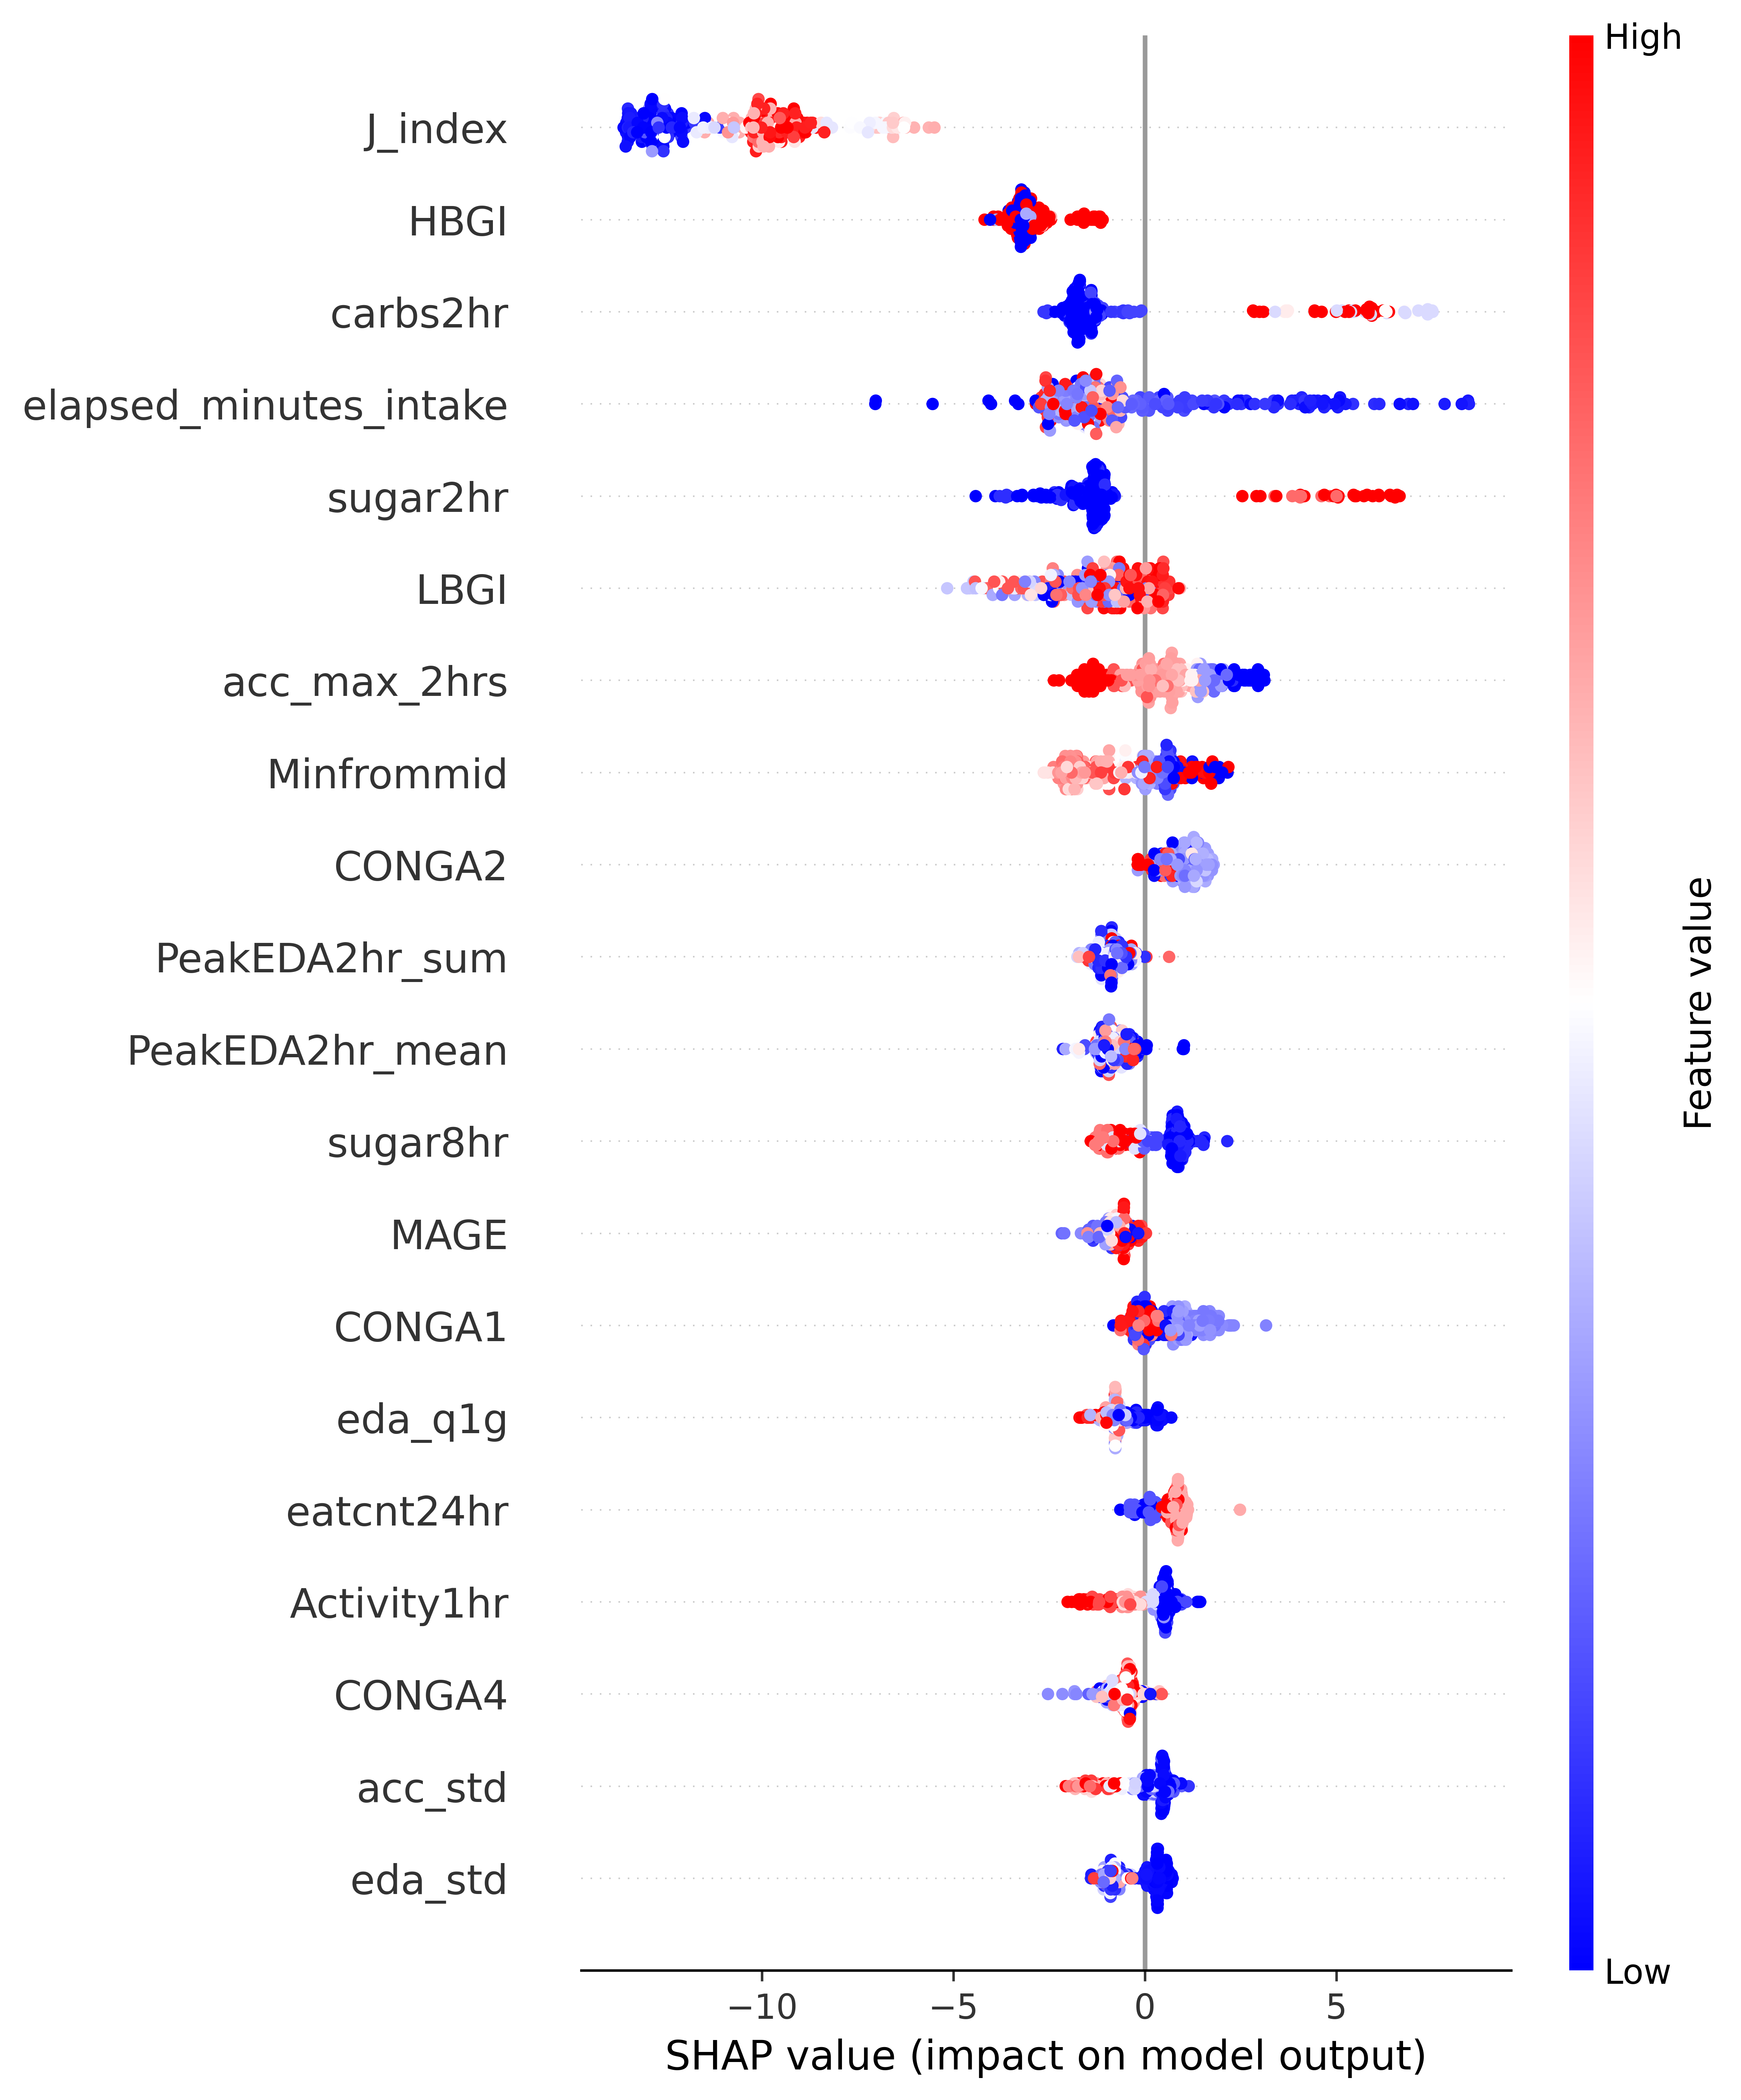 High
J_index
HBGI
carbs2hr
elapsed_minutes_intake
sugar2hr
LBGI
acc_max_2hrs
Minfrommid
CONGA2
PeakEDA2hr_sum
PeakEDA2hr_mean
sugar8hr
MAGE
CONGA1
eda_q1g
eatcnt24hr
Activity1hr
CONGA4
acc_std
eda_std
Feature value
Low
−10 −5 0 5
SHAP value (impact on model output)